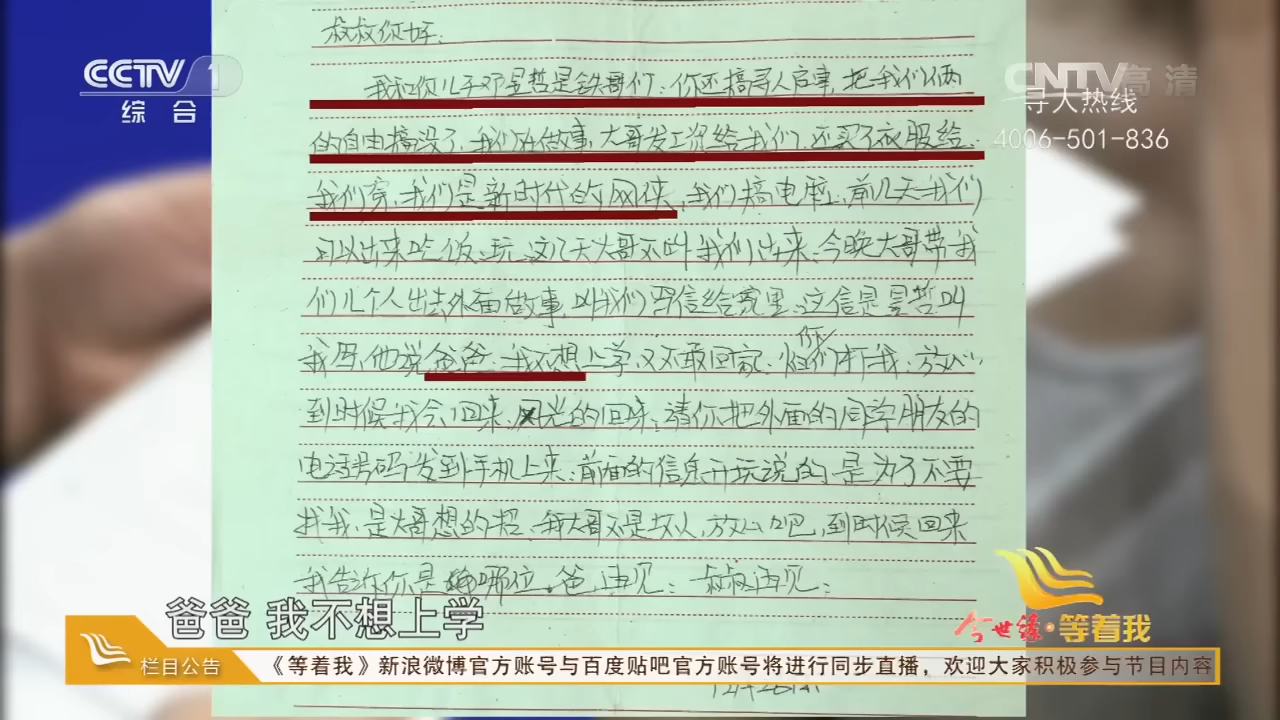 叔叔你好:
CCTV 1
综合
CNTV高清
寻人热线
4006-501-836
我和你儿子邓昱哲是铁哥们,你还搞寻人启事,把我们俩
的自由搞没了,我们在做事,大哥发工资给我们,还买了衣服给
我们穿,我们是新时代的网侠,我们搞电脑,前几天我们
可以出来吃饭,玩,这几天大哥不叫我们出来,今晚大哥带我
们几个人出去外面做事,叫我们写信给家里,这信是昱哲叫
我写,他说爸爸,我不想上学,又不敢回家,怕你们打我,放心,
到时候我会回来,风光的回来,请你把外面的同学朋友的
电话号码发到手机上来,前面的信息开玩说的,是为了不要
找我,是大哥想的招,我大哥不是坏人,放心吧,到时候回来
我告许你是哪位。爸再见:叔叔再见:
爸爸 我不想上学
今世缘·等着我
栏目公告
《等着我》新浪微博官方账号与百度贴吧官方账号将进行同步直播,欢迎大家积极参与节目内容